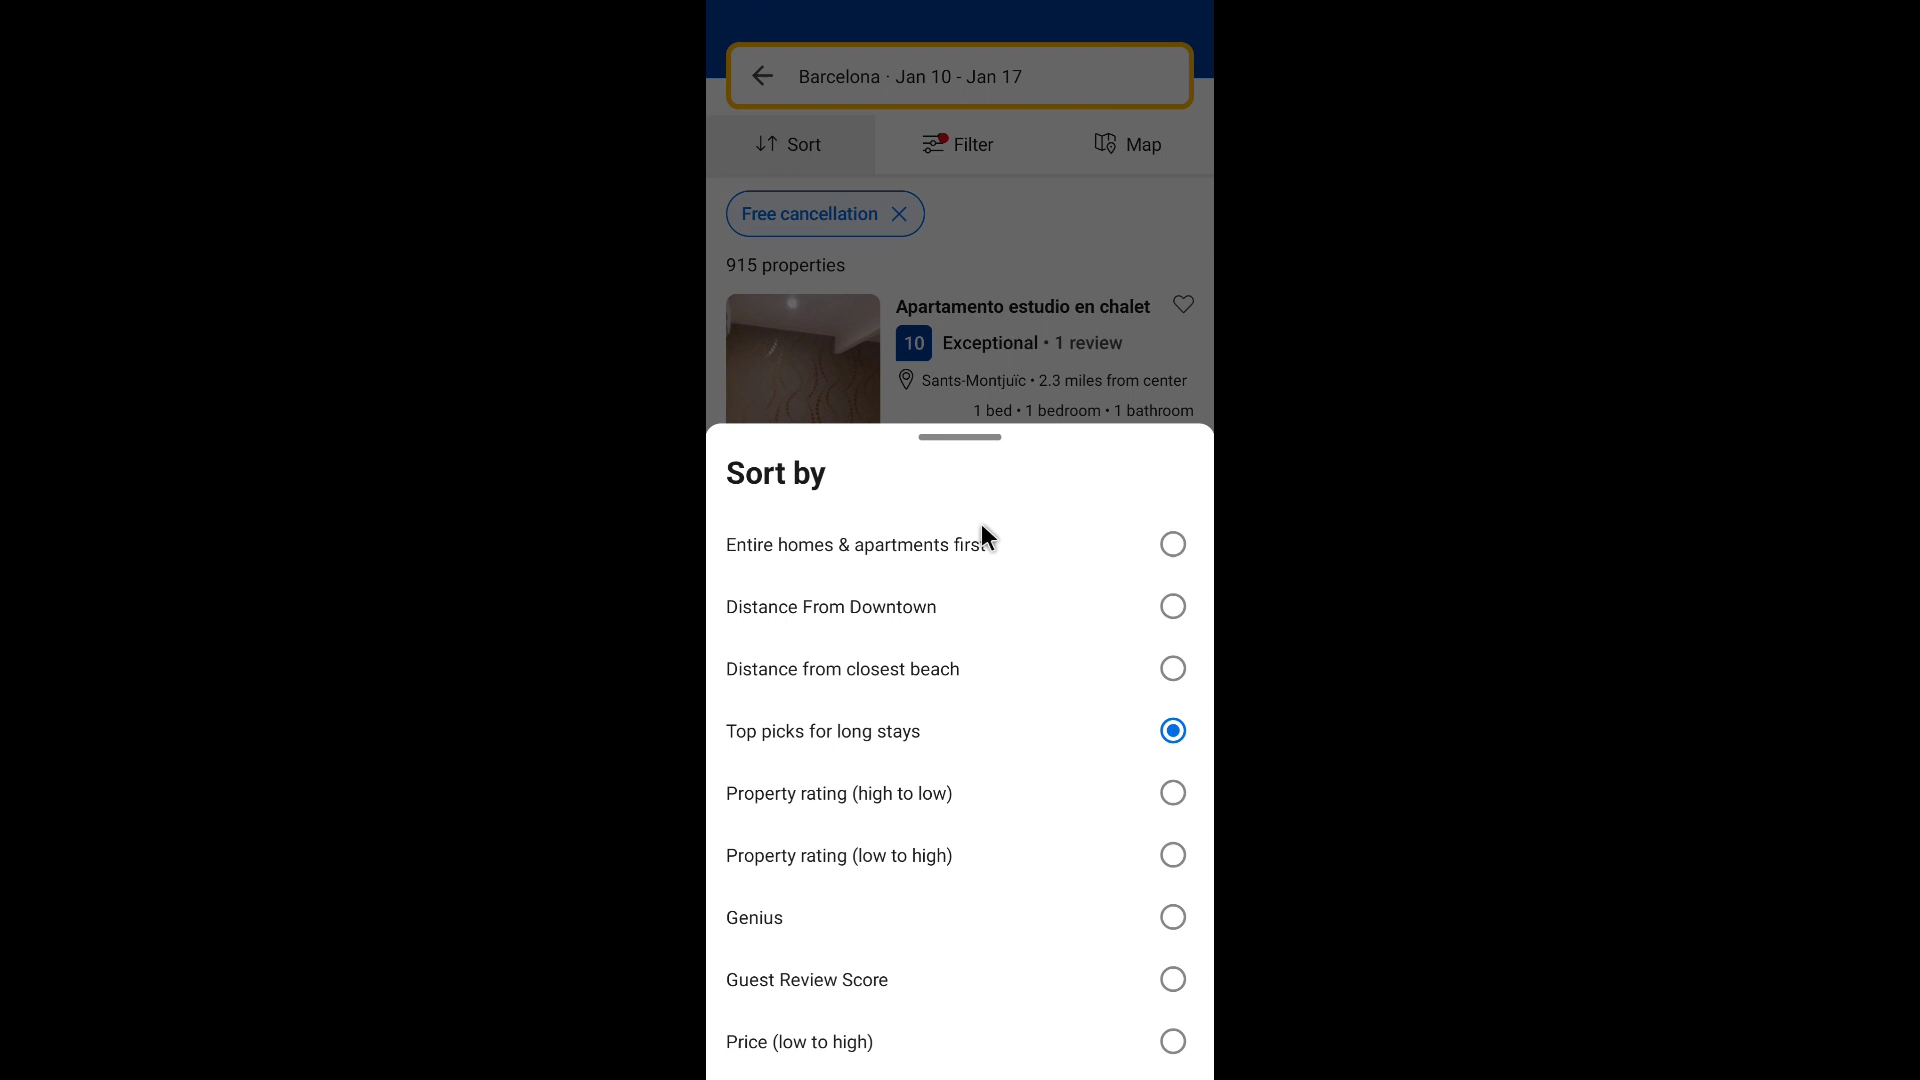 Barcelona · Jan 10 - Jan 17
Sort
Filter
Map
Free cancellation
915 properties
Apartamento estudio en chalet
10 Exceptional • 1 review
Sants-Montjuïc • 2.3 miles from center
1 bed • 1 bedroom • 1 bathroom
Sort by
Entire homes & apartments first
Distance From Downtown
Distance from closest beach
Top picks for long stays
Property rating (high to low)
Property rating (low to high)
Genius
Guest Review Score
Price (low to high)